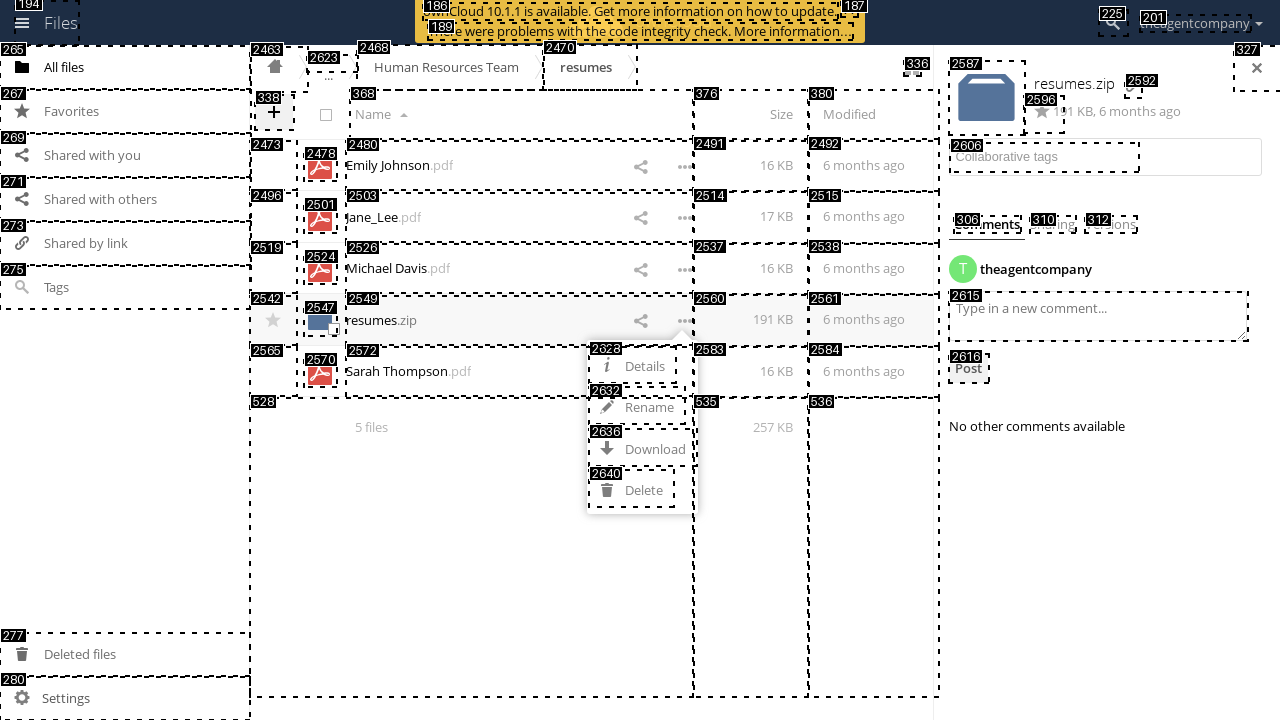 194
Files
186
ownCloud 10.1.1 is available. Get more information on how to update.
187
189
There were problems with the code integrity check. More information…
225
201
theagentcompany
265
All files
267
Favorites
269
Shared with you
271
Shared with others
273
Shared by link
275
Tags
277
Deleted files
280
Settings
2463
2623
...
2468
Human Resources Team
2470
resumes
336
338
+
368
Name
376
Size
380
Modified
2473
2478
2480
Emily Johnson.pdf
2491
16 KB
2492
6 months ago
2496
2501
2503
Jane_Lee.pdf
2514
17 KB
2515
6 months ago
2519
2524
2526
Michael Davis.pdf
2537
16 KB
2538
6 months ago
2542
2547
2549
resumes.zip
2560
191 KB
2561
6 months ago
2565
2570
2572
Sarah Thompson.pdf
2583
16 KB
2584
6 months ago
528
5 files
535
257 KB
536
2628
Details
2632
Rename
2636
Download
2640
Delete
327
2587
resumes.zip
2592
2596
191 KB, 6 months ago
2606
Collaborative tags
306
Comments
310
Sharing
312
Versions
T
theagentcompany
2615
Type in a new comment...
2616
Post
No other comments available